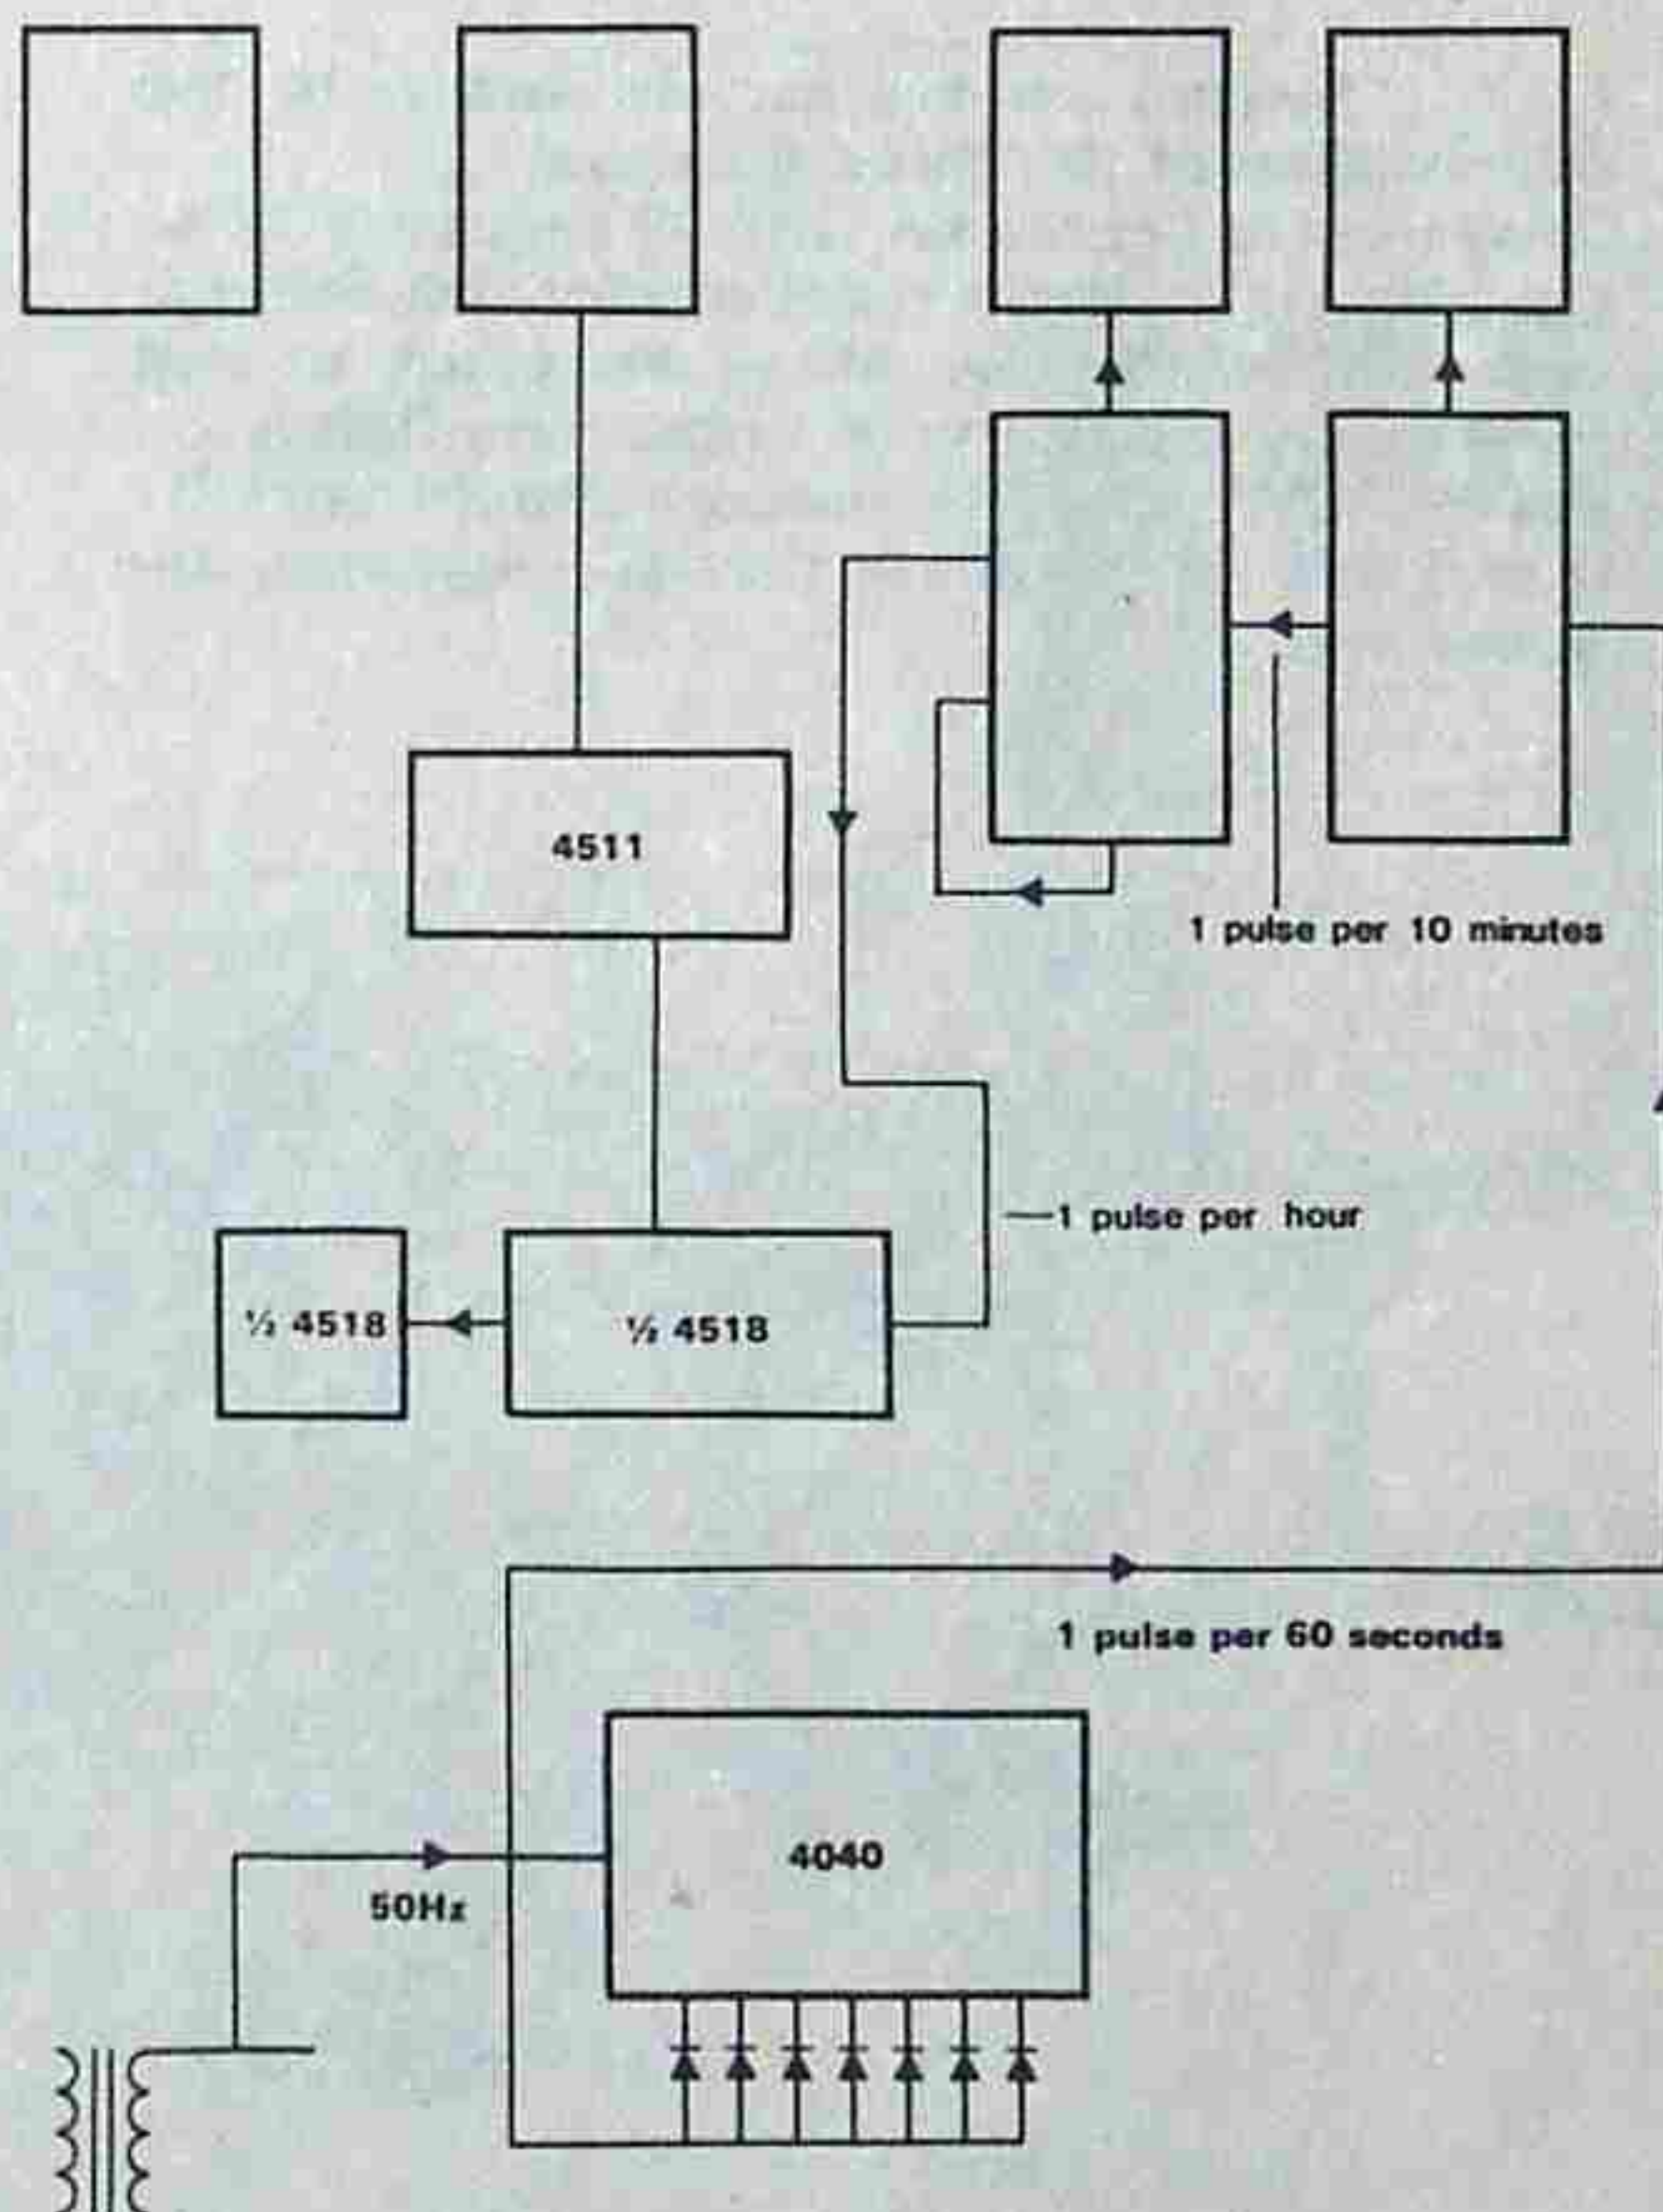 4511
1 pulse per 10 minutes
1 pulse per hour
½ 4518
½ 4518
1 pulse per 60 seconds
4040
50Hz